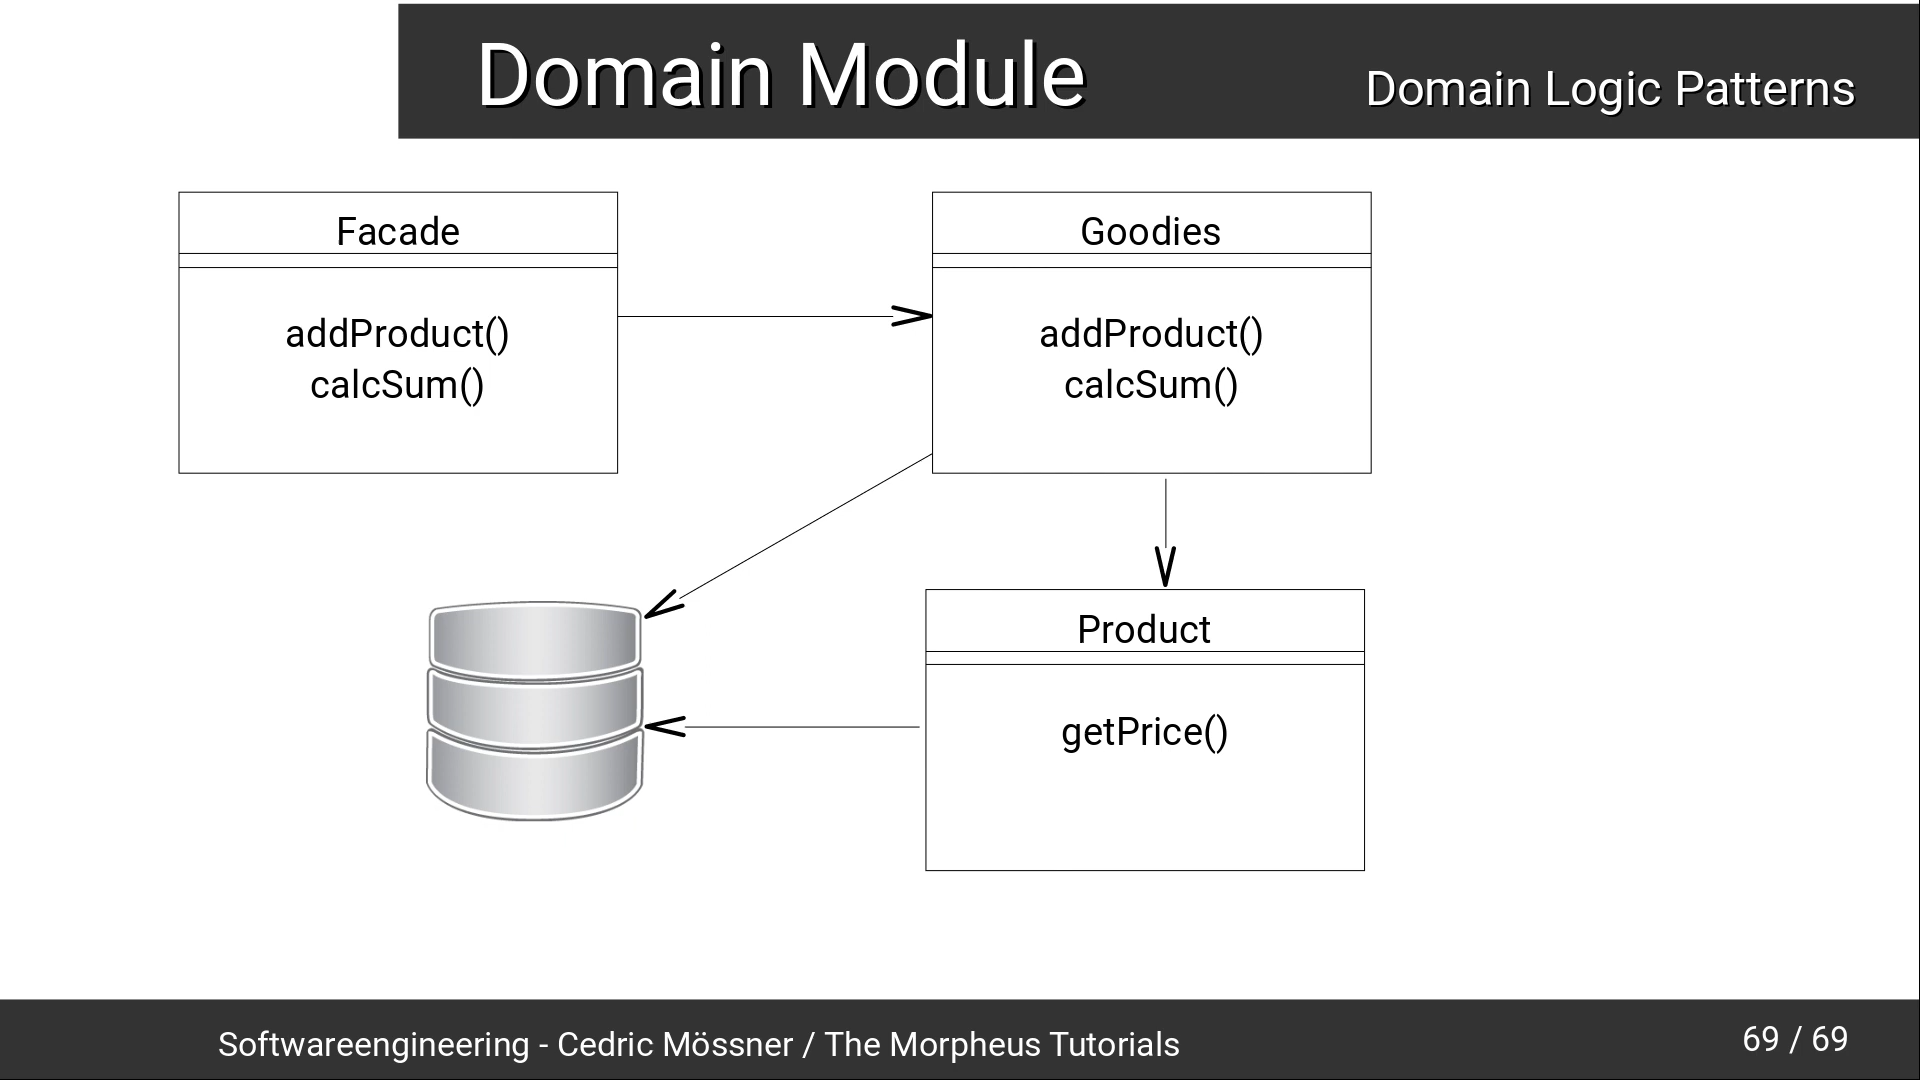 Domain Module
Domain Logic Patterns
Facade
addProduct()
calcSum()
Goodies
addProduct()
calcSum()
Product
getPrice()
Softwareengineering - Cedric Mössner / The Morpheus Tutorials
69 / 69